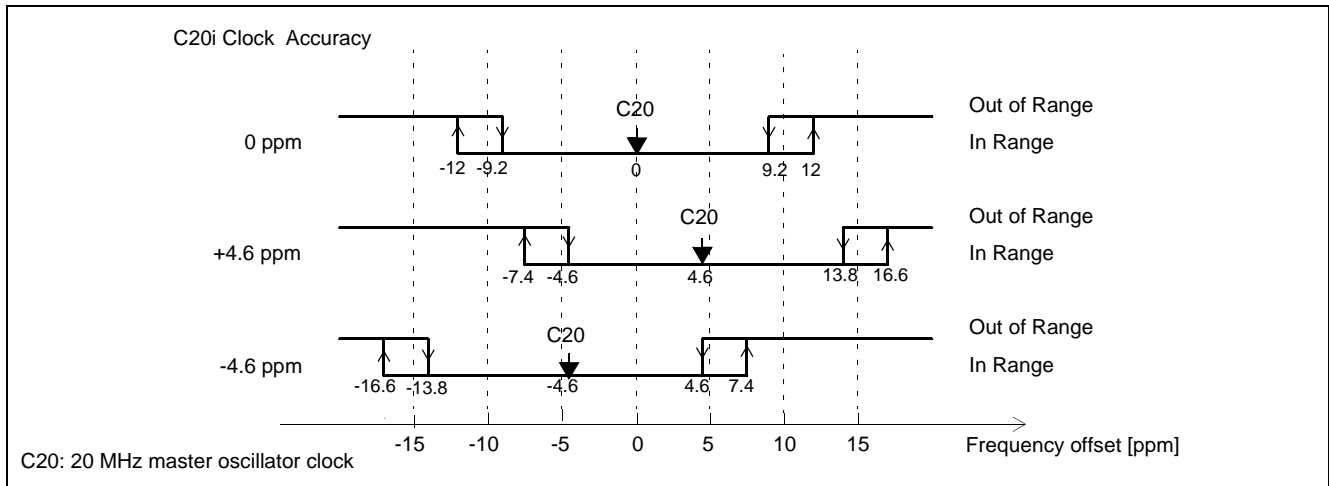 C20i Clock Accuracy
C20
Out of Range
0 ppm
In Range
-12 -9.2 0 9.2 12
C20
Out of Range
+4.6 ppm
In Range
-7.4 -4.6 4.6 13.8 16.6
C20
Out of Range
-4.6 ppm
In Range
-16.6 -13.8 -4.6 4.6 7.4
-15 -10 -5 0 5 10 15 Frequency offset [ppm]
C20: 20 MHz master oscillator clock